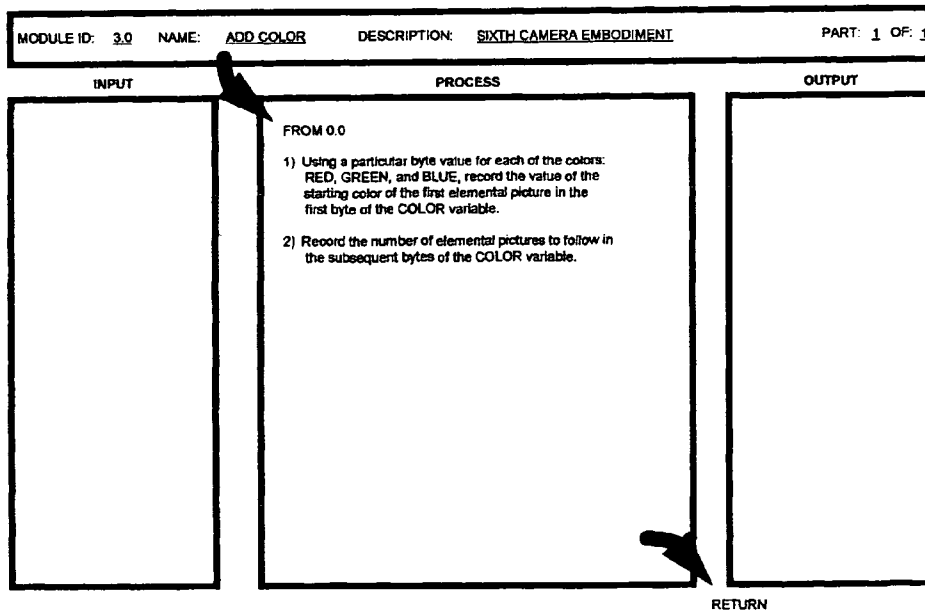 MODULE ID: 3.0 NAME: ADD COLOR DESCRIPTION: SIXTH CAMERA EMBODIMENT PART: 1 OF: 1
INPUT PROCESS OUTPUT
FROM 0.0
1) Using a particular byte value for each of the colors:
RED, GREEN, and BLUE, record the value of the
starting color of the first elemental picture in the
first byte of the COLOR variable.
2) Record the number of elemental pictures to follow in
the subsequent bytes of the COLOR variable.
RETURN